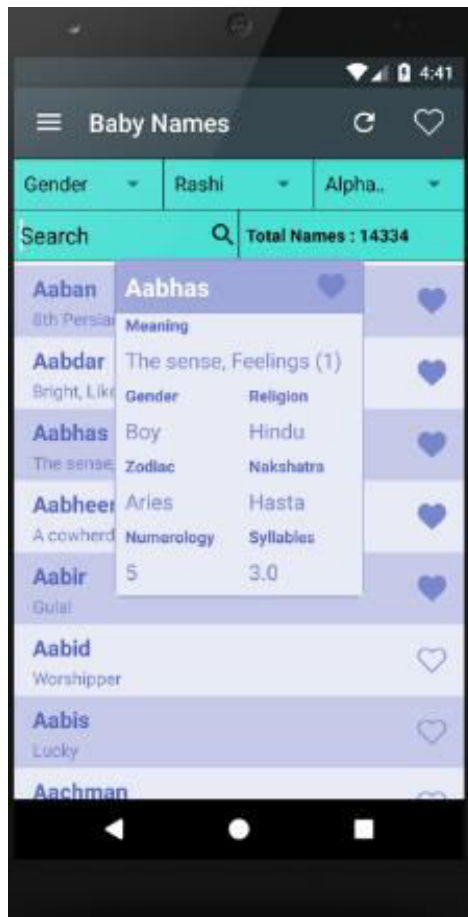 4:41
Baby Names
Gender Rashi Alpha..
Search Total Names : 14334
Aaban
8th Persian
Aabdar
Bright, Like
Aabhas
The sense,
Aabheer
A cowherd
Aabir
Gulal
Aabid
Worshipper
Aabis
Lucky
Aachman
Aabhas
Meaning
The sense, Feelings (1)
Gender Religion
Boy Hindu
Zodiac Nakshatra
Aries Hasta
Numerology Syllables
5 3.0